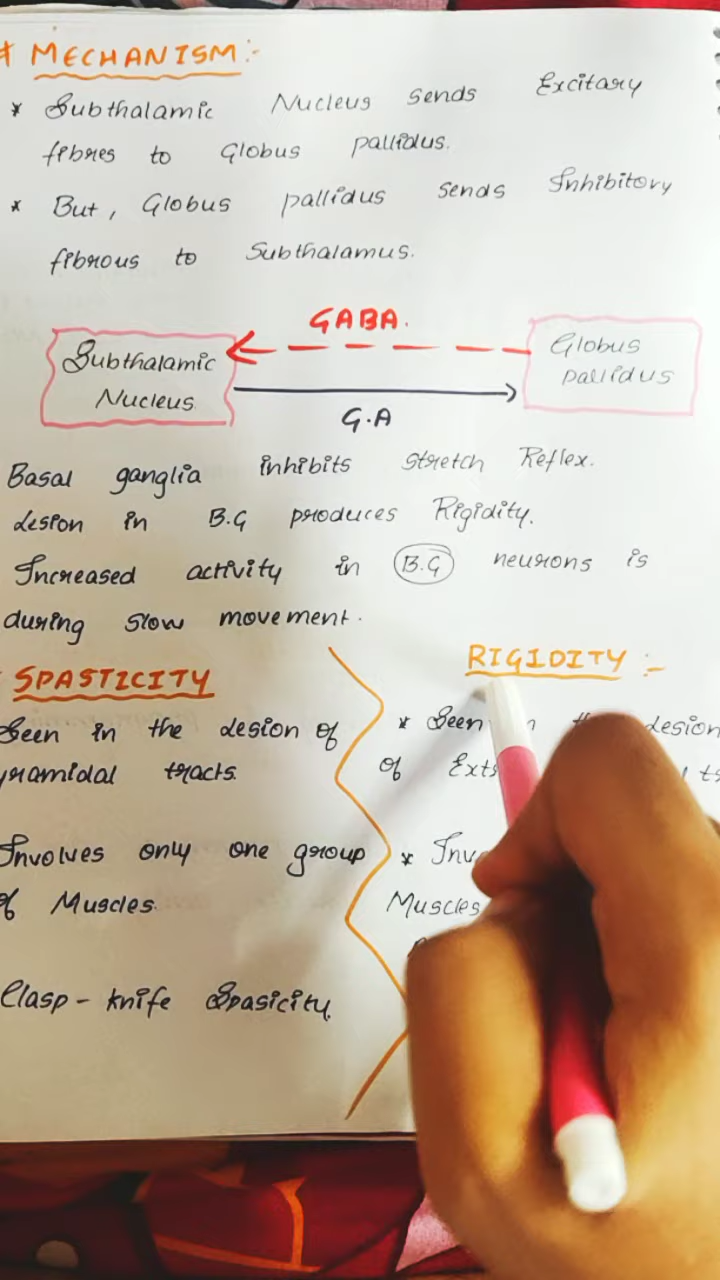 # MECHANISM:-
* Subthalamic Nucleus sends Excitary
fibres to Globus pallidus.
* But, Globus pallidus sends Inhibitory
fibrous to Subthalamus.
GABA.
Subthalamic
Nucleus
Globus
pallidus
G.A
Basal ganglia inhibits stretch Reflex.
Lesion in B.G produces Rigidity.
Increased activity in B.G neurons is
during slow movement.
SPASTICITY
Seen in the Lesion of
yramidal tracts.
Involves only one group
of Muscles.
Clasp-knife Spasicity.
RIGIDITY:-
* Seen Lesion
of
*
Muscles